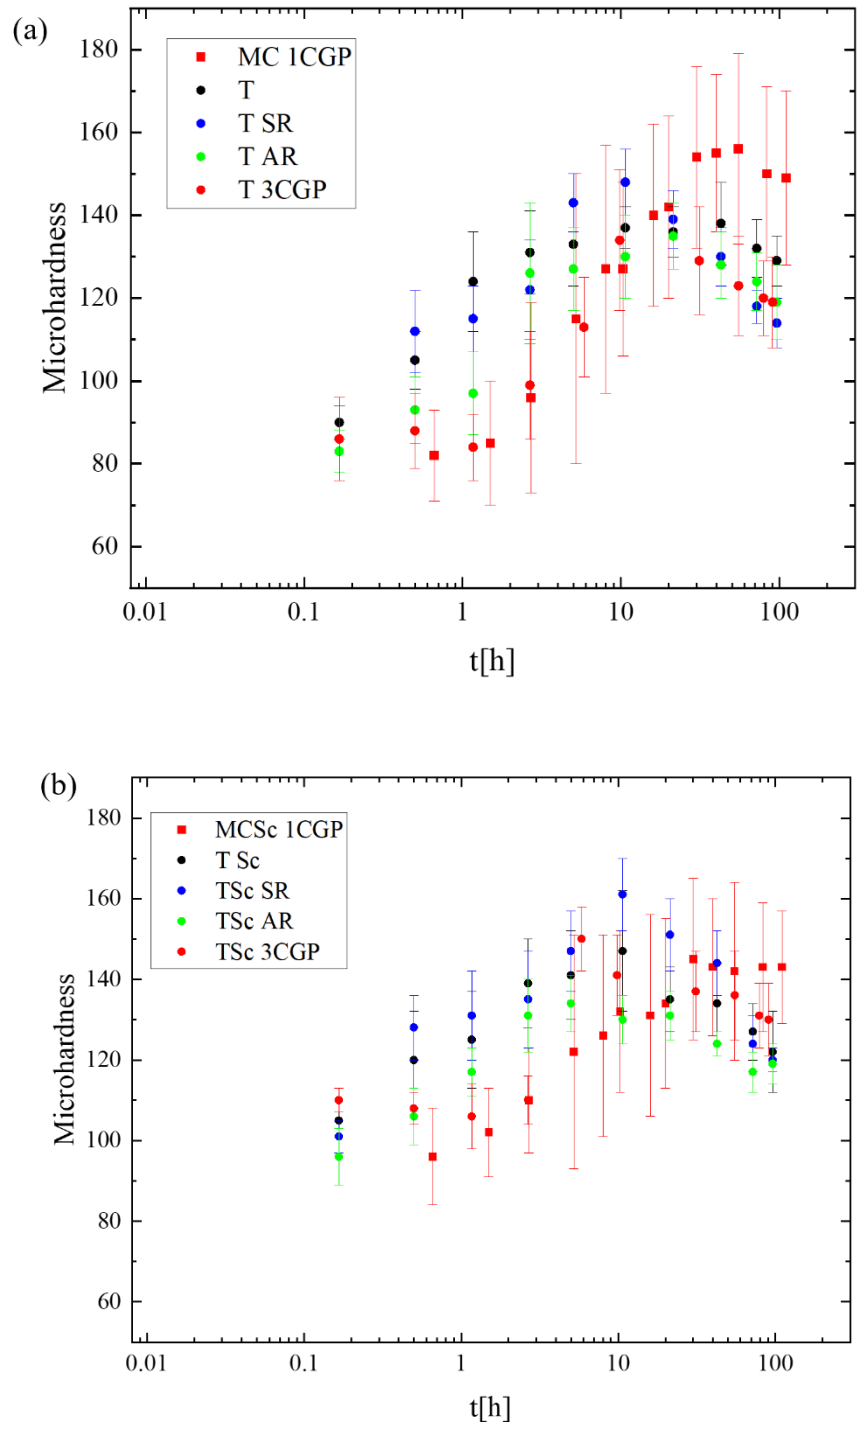 (a)
180
160
140
120
100
80
60
Microhardness
MC 1CGP
T
T SR
T AR
T 3CGP
0.01 0.1 1 10 100
t[h]
(b)
180
160
140
120
100
80
60
Microhardness
MCSc 1CGP
T Sc
TSc SR
TSc AR
TSc 3CGP
0.01 0.1 1 10 100
t[h]